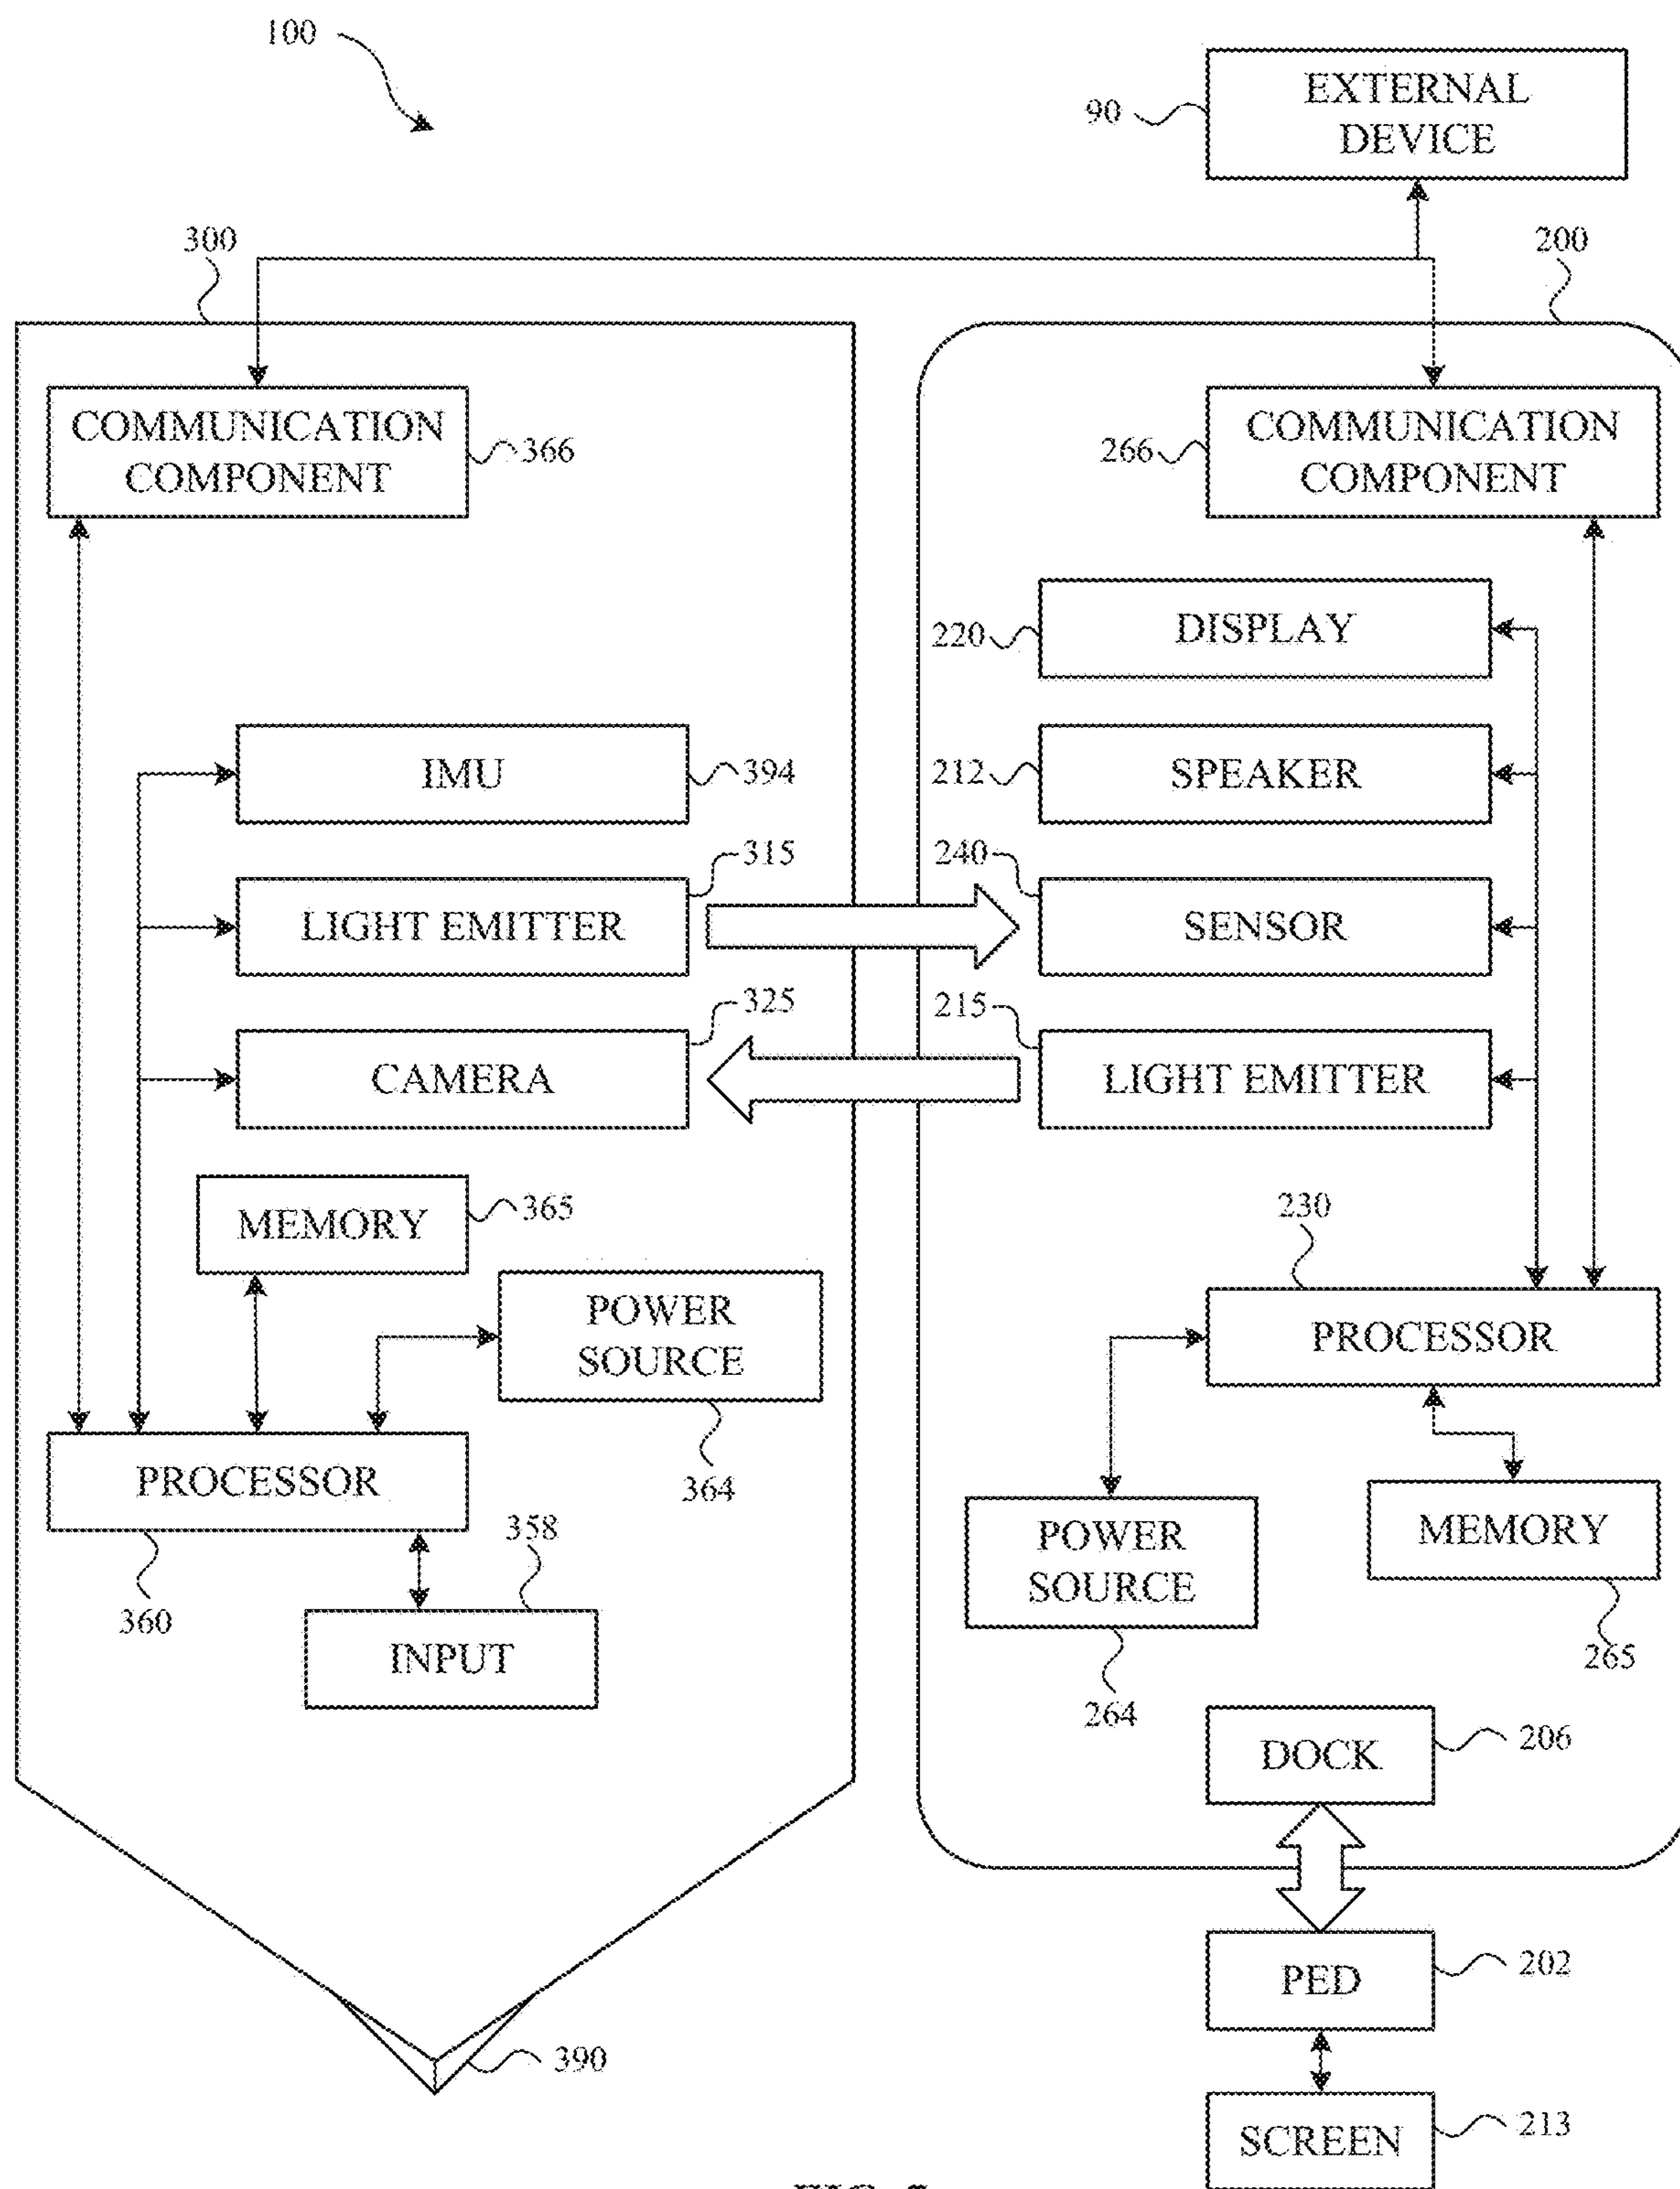 100
EXTERNAL
DEVICE
90
300
200
COMMUNICATION
COMPONENT
366
266
COMMUNICATION
COMPONENT
220
DISPLAY
IMU
394
212
SPEAKER
315
240
LIGHT EMITTER
SENSOR
325
215
CAMERA
LIGHT EMITTER
MEMORY
365
230
POWER
SOURCE
PROCESSOR
364
PROCESSOR
358
360
INPUT
POWER
SOURCE
MEMORY
265
264
DOCK
206
PED
202
390
SCREEN
213